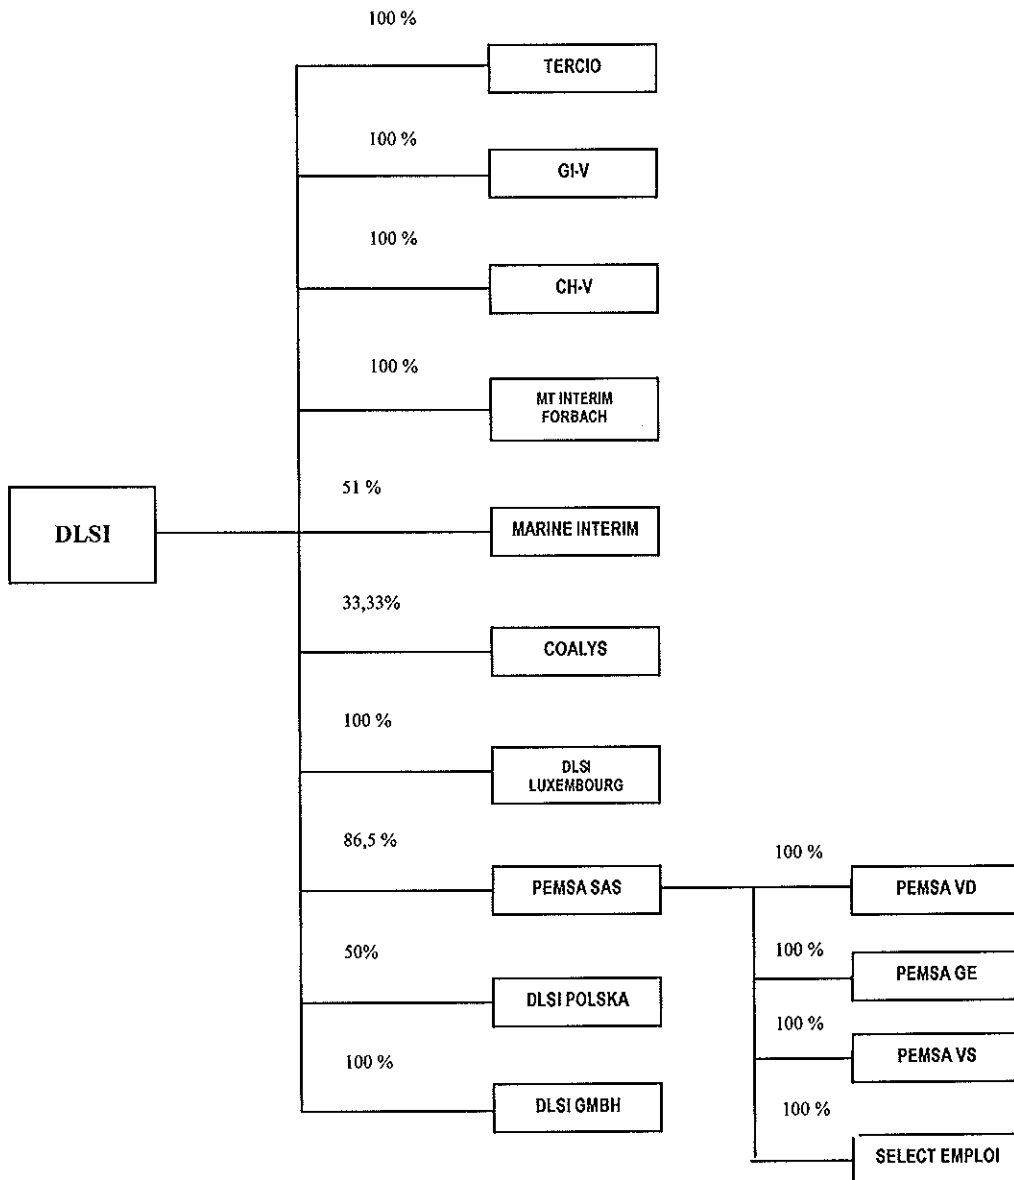 100 %
TERCIO
100 %
GI-V
100 %
CH-V
100 %
MT INTERIM
FORBACH
51 %
DLSI
MARINE INTERIM
33,33%
COALYS
100 %
DLSI
LUXEMBOURG
86,5 %
100 %
PEMSA SAS
PEMSA VD
50%
100 %
DLSI POLSKA
PEMSA GE
100 %
100 %
PEMSA VS
DLSI GMBH
100 %
SELECT EMPLOI